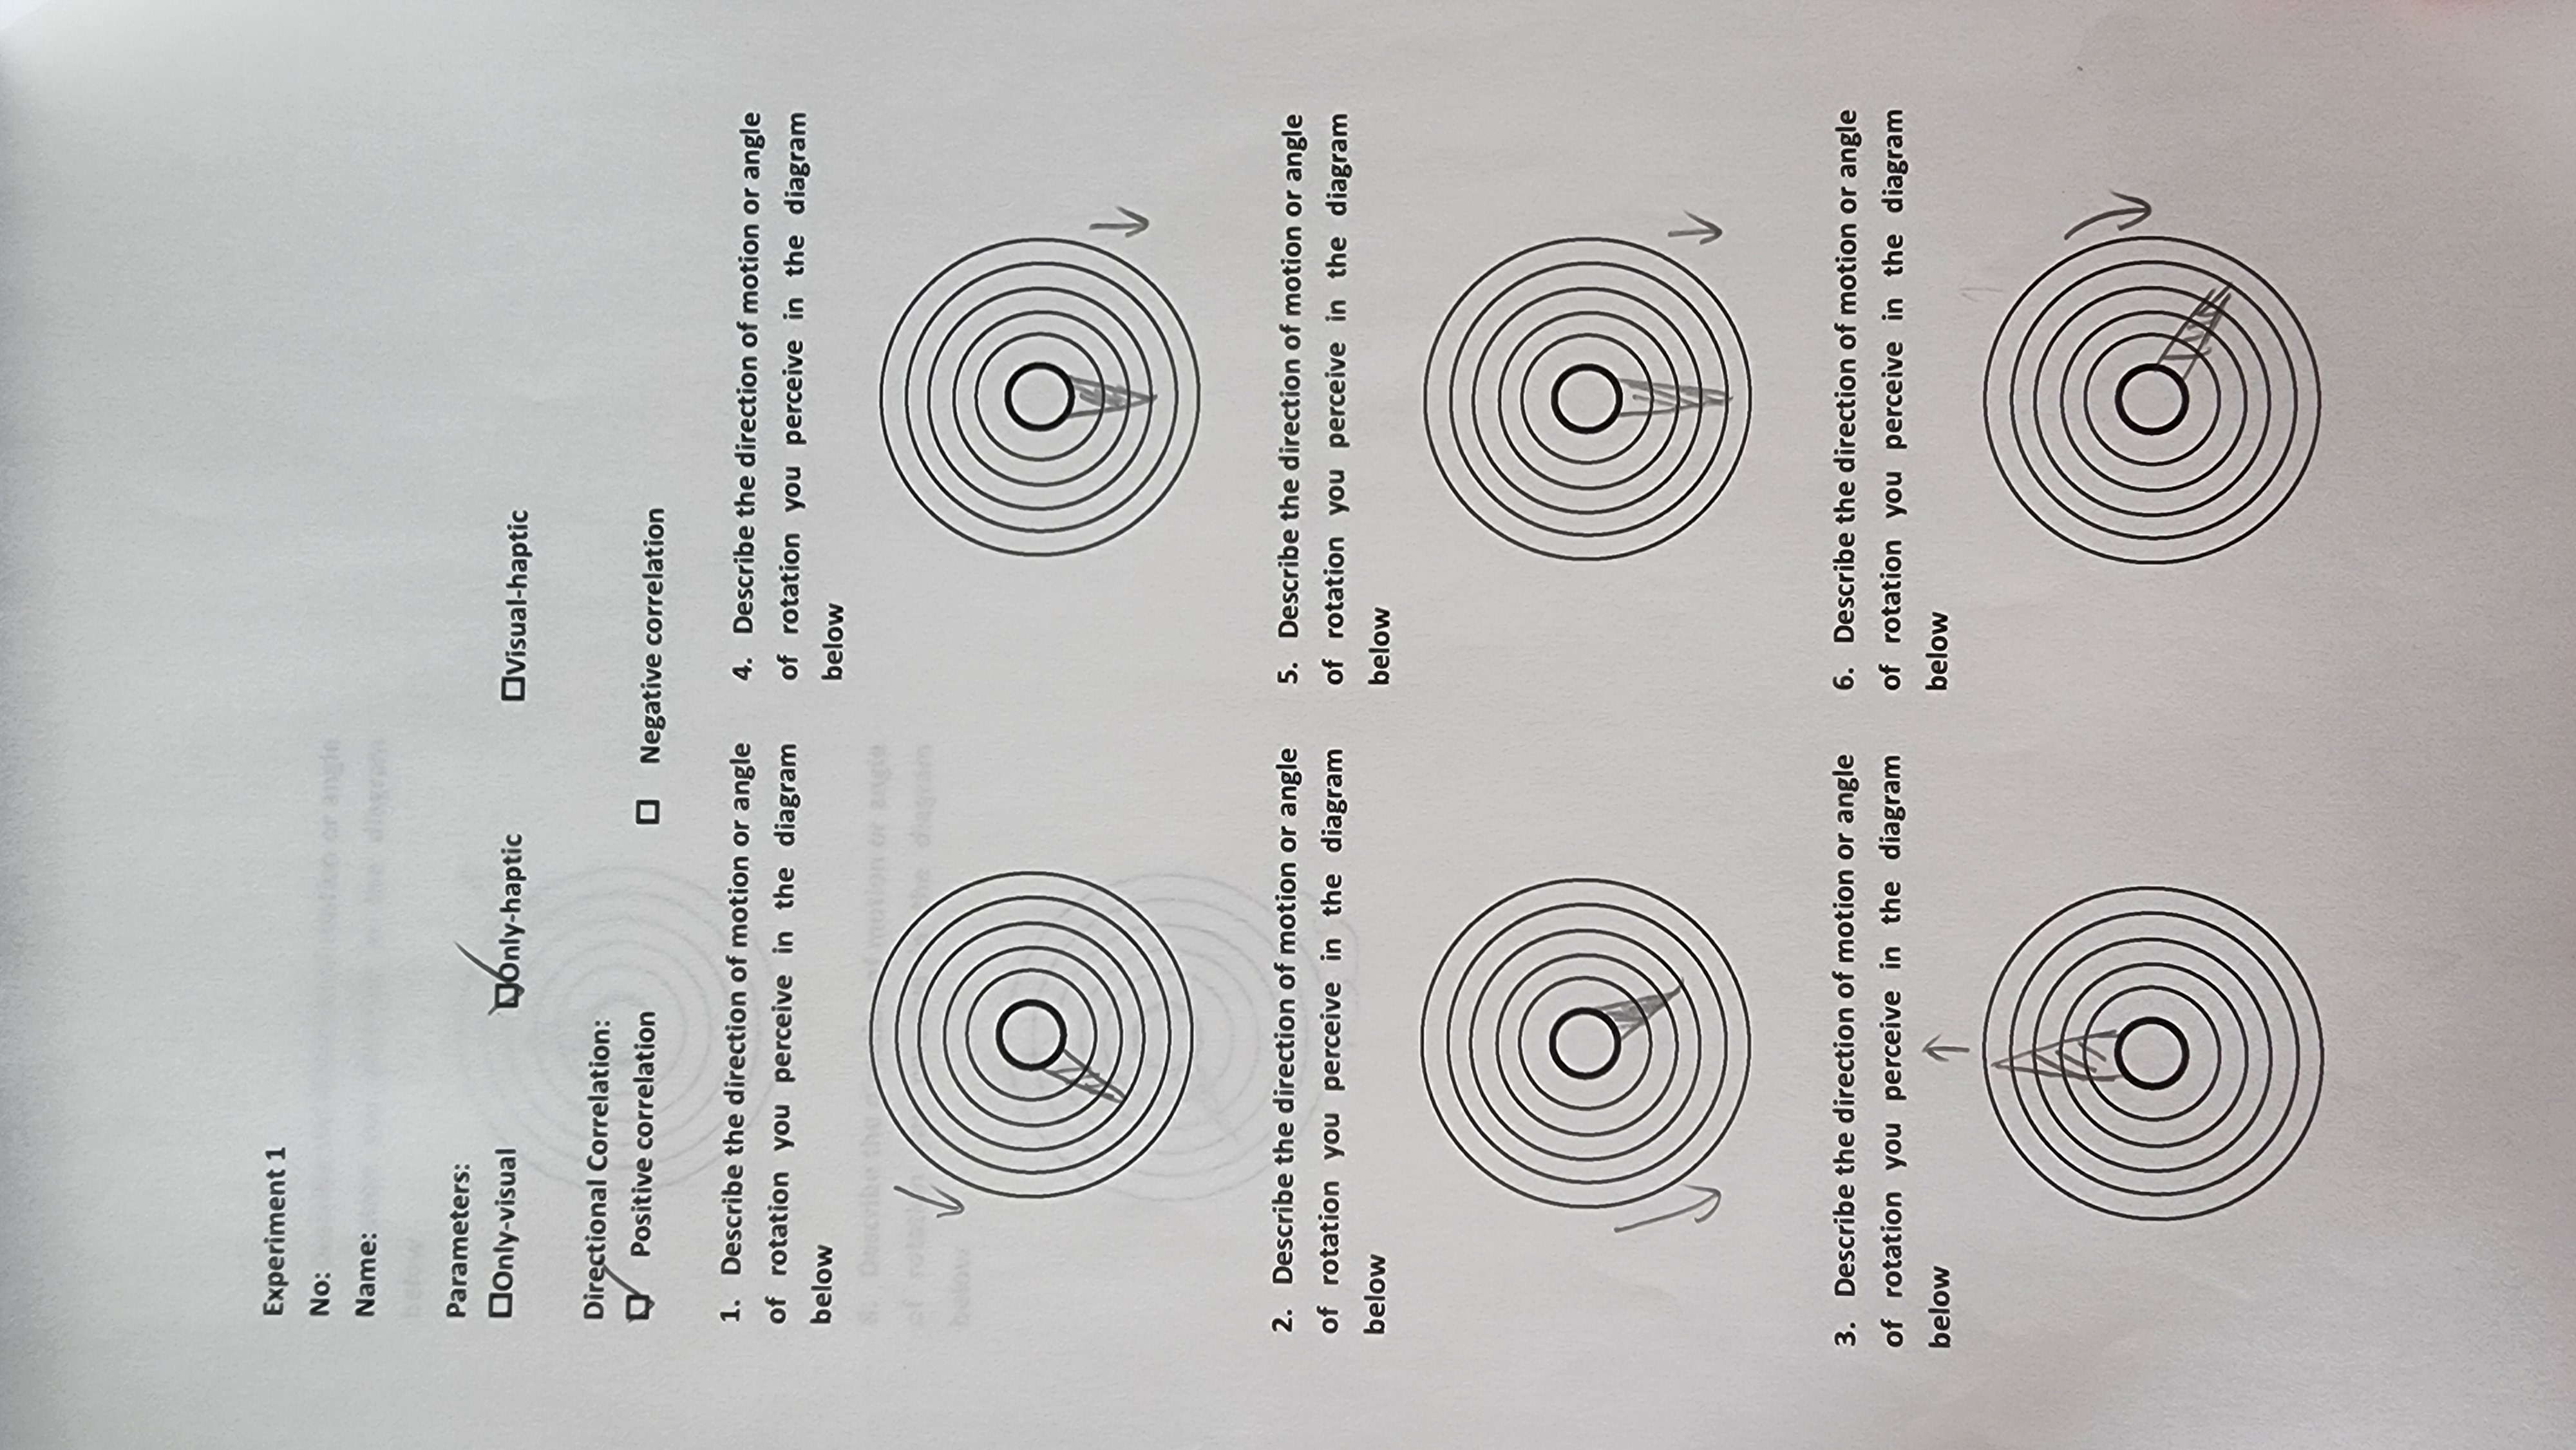 Experiment 1
No:
Name:
Parameters:
Only-visual Only-haptic Visual-haptic
Directional Correlation:
Positive correlation Negative correlation
1. Describe the direction of motion or angle
of rotation you perceive in the diagram
below
2. Describe the direction of motion or angle
of rotation you perceive in the diagram
below
3. Describe the direction of motion or angle
of rotation you perceive in the diagram
below
4. Describe the direction of motion or angle
of rotation you perceive in the diagram
below
5. Describe the direction of motion or angle
of rotation you perceive in the diagram
below
6. Describe the direction of motion or angle
of rotation you perceive in the diagram
below